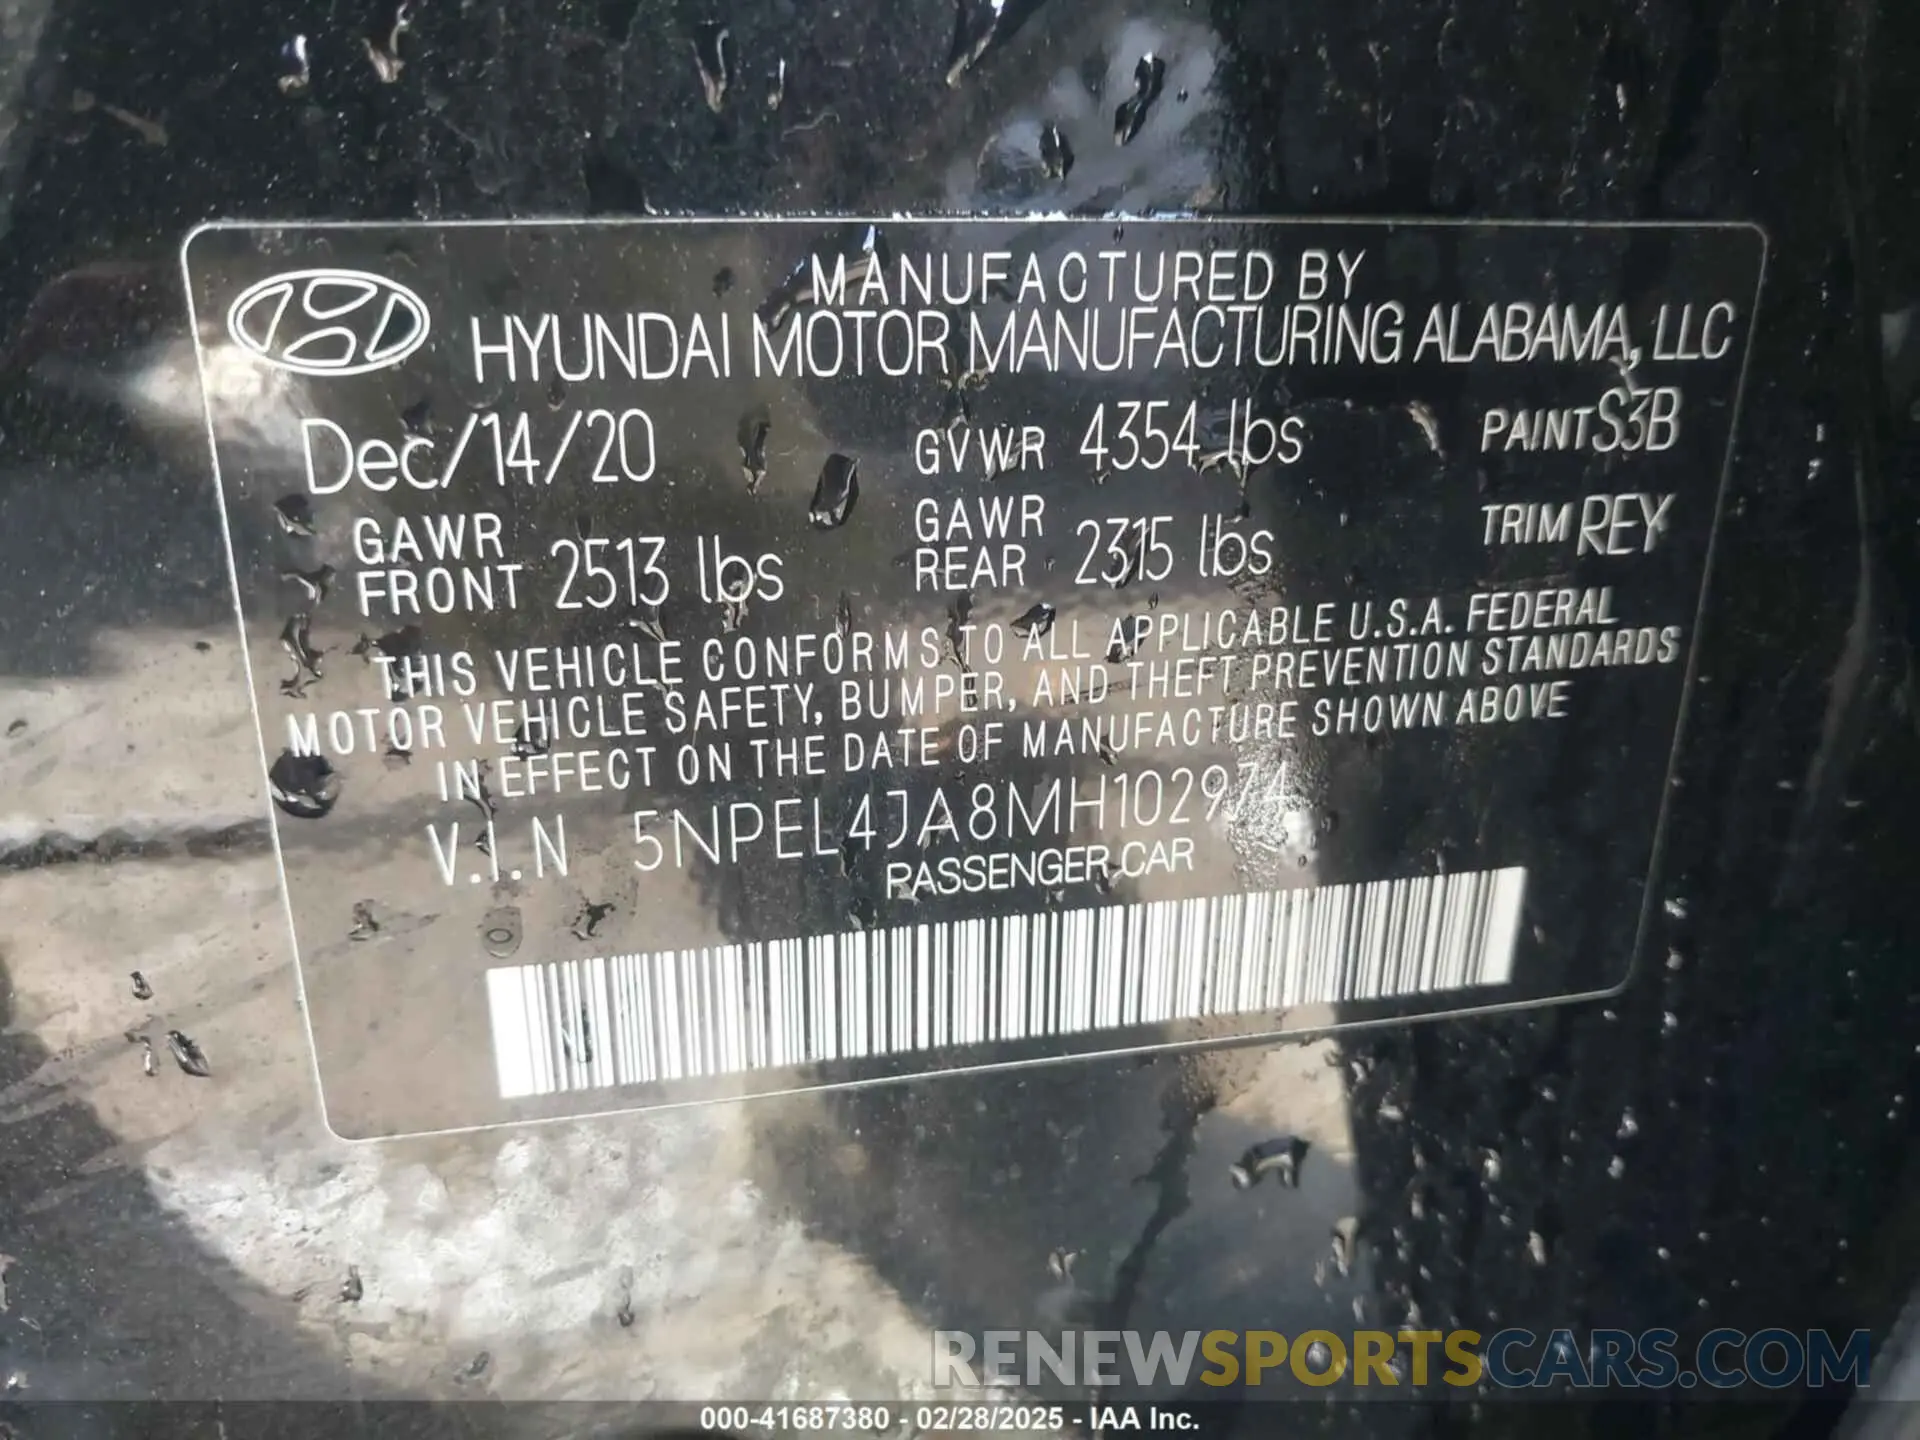 MANUFACTURED BY
HYUNDAI MOTOR MANUFACTURING ALABAMA, LLC
Dec/14/20 GVWR 4354 lbs PAINT S3B
GAWR FRONT 2513 lbs GAWR REAR 2315 lbs TRIM REY
THIS VEHICLE CONFORMS TO ALL APPLICABLE U.S.A. FEDERAL
MOTOR VEHICLE SAFETY, BUMPER, AND THEFT PREVENTION STANDARDS
IN EFFECT ON THE DATE OF MANUFACTURE SHOWN ABOVE
V.I.N 5NPEL4JA8MH102974
PASSENGER CAR
RENEWSPORTSCARS.COM
000-41687380 - 02/28/2025 - IAA Inc.